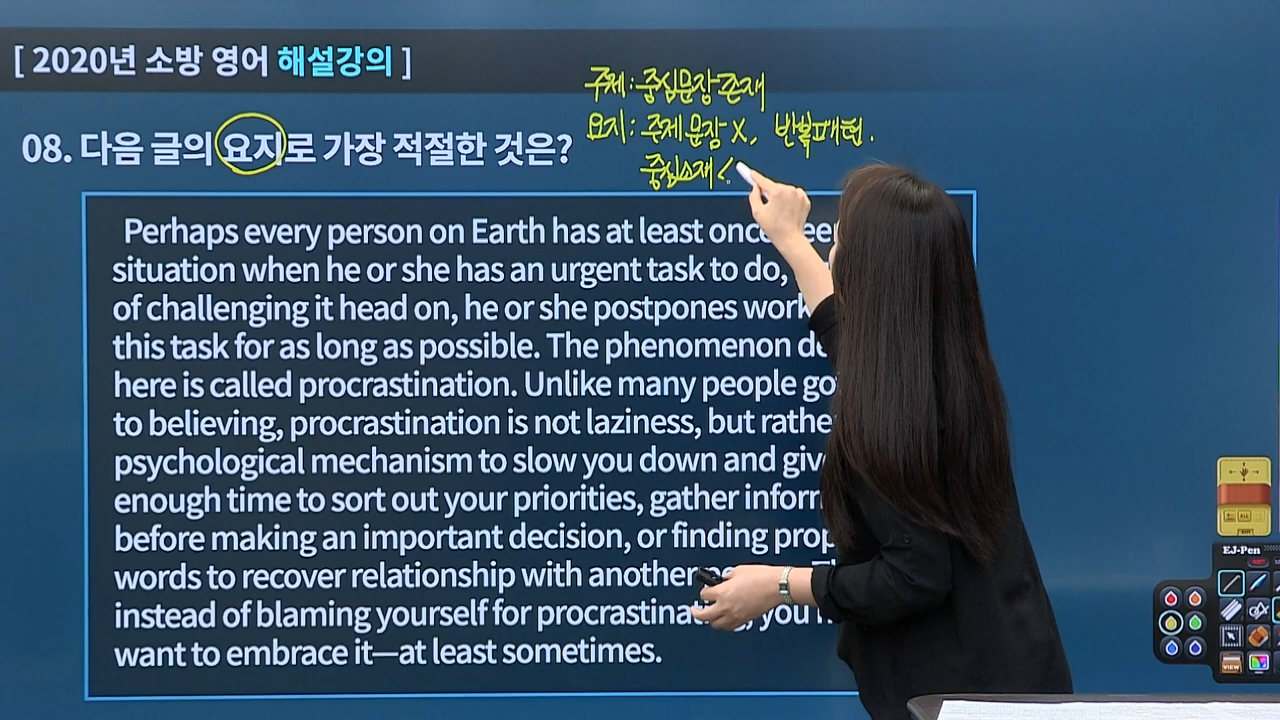 [ 2020년 소방 영어 해설강의 ]
주제 : 중심문장 존재
08. 다음 글의 요지로 가장 적절한 것은?
요지 : 주제문장 X, 반복패턴.
중심소재 <
Perhaps every person on Earth has at least once
situation when he or she has an urgent task to do,
of challenging it head on, he or she postpones work
this task for as long as possible. The phenomenon
here is called procrastination. Unlike many people
to believing, procrastination is not laziness, but
psychological mechanism to slow you down and
enough time to sort out your priorities, gather
before making an important decision, or finding
words to recover relationship with another
instead of blaming yourself for procrastinating, you
want to embrace it—at least sometimes.
EJ-Pen
ALL
VIEW